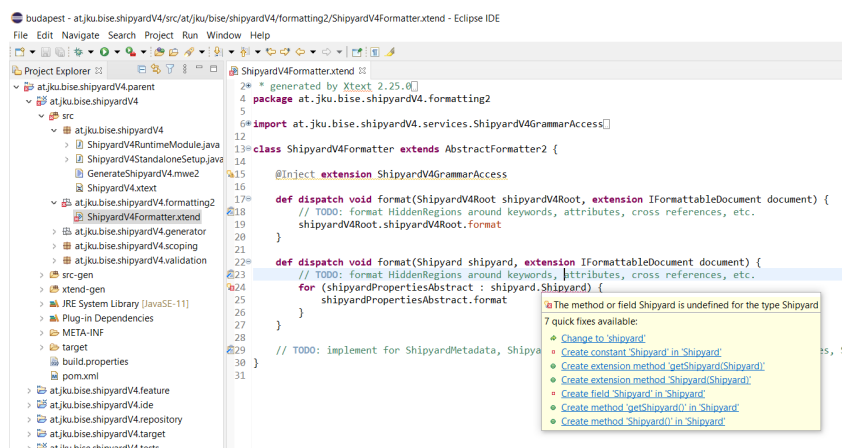 budapest - at.jku.bise.shipyardV4/src/at/jku/bise/shipyardV4/formatting2/ShipyardV4Formatter.xtend - Eclipse IDE
File Edit Navigate Search Project Run Window Help
Project Explorer
ShipyardV4Formatter.xtend
at.jku.bise.shipyardV4.parent
at.jku.bise.shipyardV4
src
at.jku.bise.shipyardV4
ShipyardV4RuntimeModule.java
ShipyardV4StandaloneSetup.java
GenerateShipyardV4.mwe2
ShipyardV4.xtext
at.jku.bise.shipyardV4.formatting2
ShipyardV4Formatter.xtend
at.jku.bise.shipyardV4.generator
at.jku.bise.shipyardV4.scoping
at.jku.bise.shipyardV4.validation
src-gen
xtend-gen
JRE System Library [JavaSE-11]
Plug-in Dependencies
META-INF
target
build.properties
pom.xml
at.jku.bise.shipyardV4.feature
at.jku.bise.shipyardV4.ide
at.jku.bise.shipyardV4.repository
at.jku.bise.shipyardV4.target
at.jku.bise.shipyardV4.tests
2 * generated by Xtext 2.25.0
4 package at.jku.bise.shipyardV4.formatting2
5
6 import at.jku.bise.shipyardV4.services.ShipyardV4GrammarAccess
12
13 class ShipyardV4Formatter extends AbstractFormatter2 {
14
15 @Inject extension ShipyardV4GrammarAccess
16
17 def dispatch void format(ShipyardV4Root shipyardV4Root, extension IFormattableDocument document) {
18 // TODO: format HiddenRegions around keywords, attributes, cross references, etc.
19 shipyardV4Root.shipyardV4Root.format
20 }
21
22 def dispatch void format(Shipyard shipyard, extension IFormattableDocument document) {
23 // TODO: format HiddenRegions around keywords, attributes, cross references, etc.
24 for (shipyardPropertiesAbstract : shipyard.Shipyard) {
25 shipyardPropertiesAbstract.format
26 }
27 }
28
29 // TODO: implement for ShipyardMetadata, Shipya
30 }
31
The method or field Shipyard is undefined for the type Shipyard
7 quick fixes available:
Change to 'shipyard'
Create constant 'Shipyard' in 'Shipyard'
Create extension method 'getShipyard(Shipyard)'
Create extension method 'Shipyard(Shipyard)'
Create field 'Shipyard' in 'Shipyard'
Create method 'getShipyard()' in 'Shipyard'
Create method 'Shipyard()' in 'Shipyard'